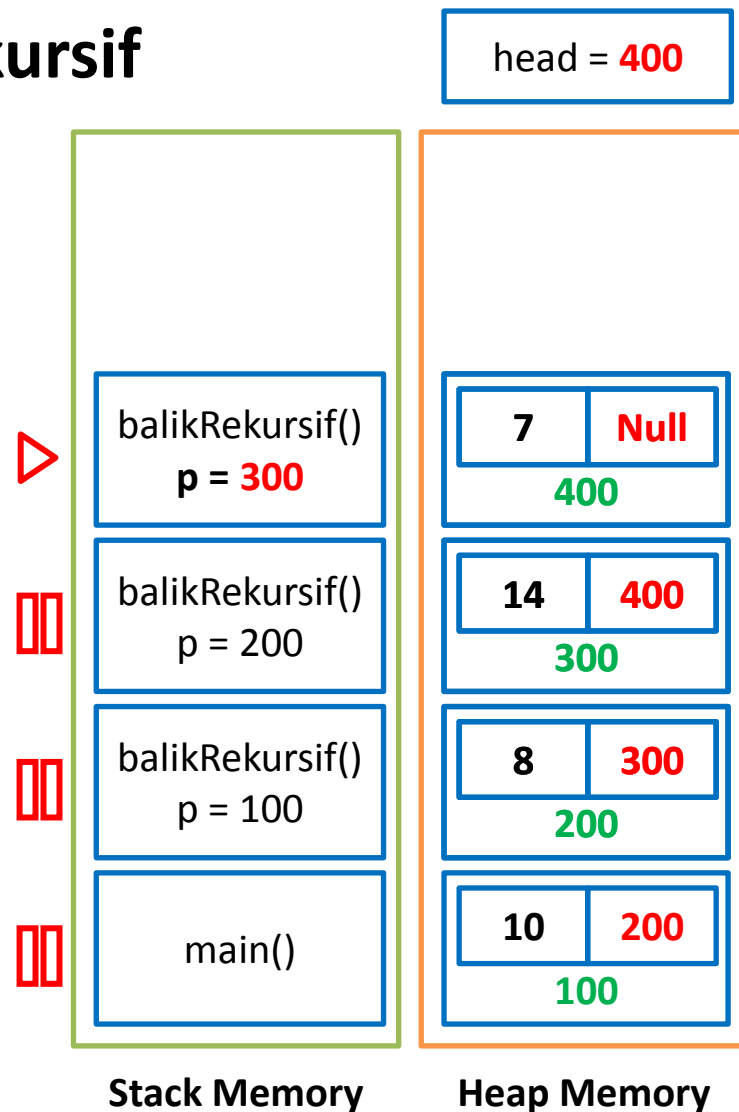 kursif
head = 400
balikRekursif()
p = 300
7 Null
400
balikRekursif()
p = 200
14 400
300
balikRekursif()
p = 100
8 300
200
main()
10 200
100
Stack Memory
Heap Memory